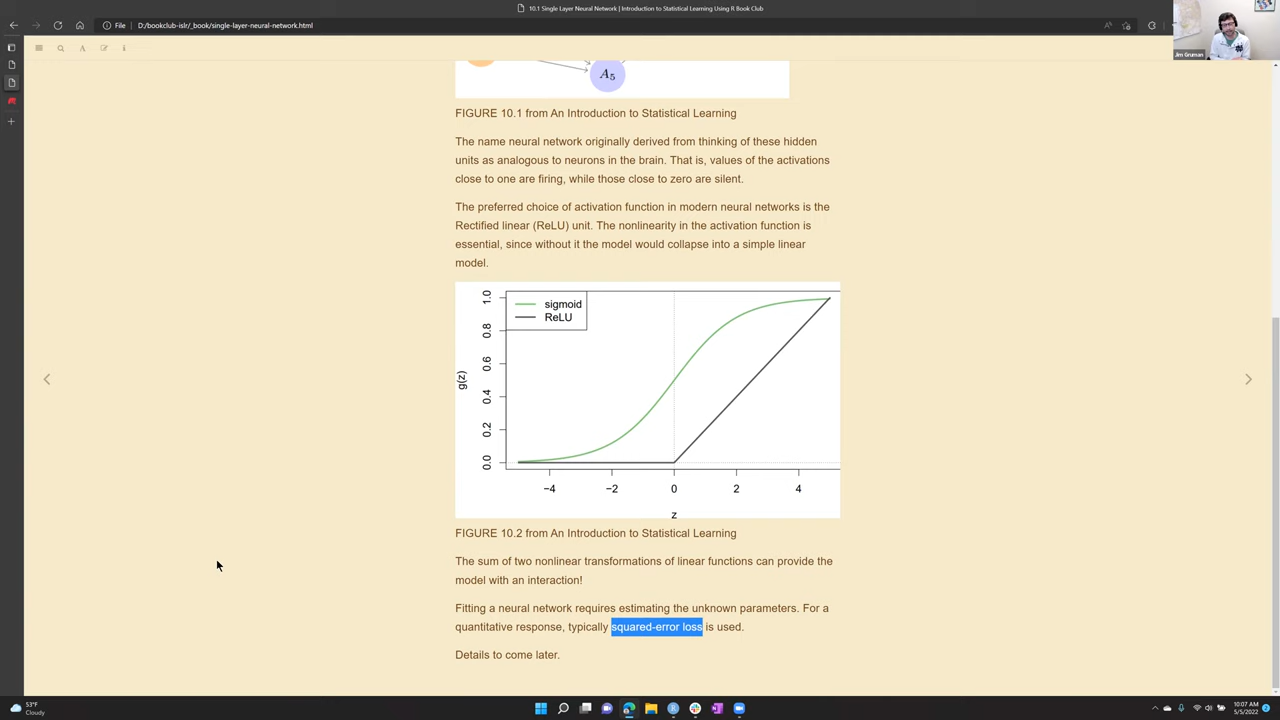 10.1 Single Layer Neural Network | Introduction to Statistical Learning Using R Book Club
File
D:/bookclub-islr/_book/single-layer-neural-network.html
Jim Gruman
A
i
A5
FIGURE 10.1 from An Introduction to Statistical Learning
The name neural network originally derived from thinking of these hidden
units as analogous to neurons in the brain. That is, values of the activations
close to one are firing, while those close to zero are silent.
The preferred choice of activation function in modern neural networks is the
Rectified linear (ReLU) unit. The nonlinearity in the activation function is
essential, since without it the model would collapse into a simple linear
model.
sigmoid
ReLU
g(z)
1.0
0.8
0.6
0.4
0.2
0.0
−4 −2 0 2 4
z
FIGURE 10.2 from An Introduction to Statistical Learning
The sum of two nonlinear transformations of linear functions can provide the
model with an interaction!
Fitting a neural network requires estimating the unknown parameters. For a
quantitative response, typically squared-error loss is used.
Details to come later.
53°F
Cloudy
10:07 AM
5/5/2022
2